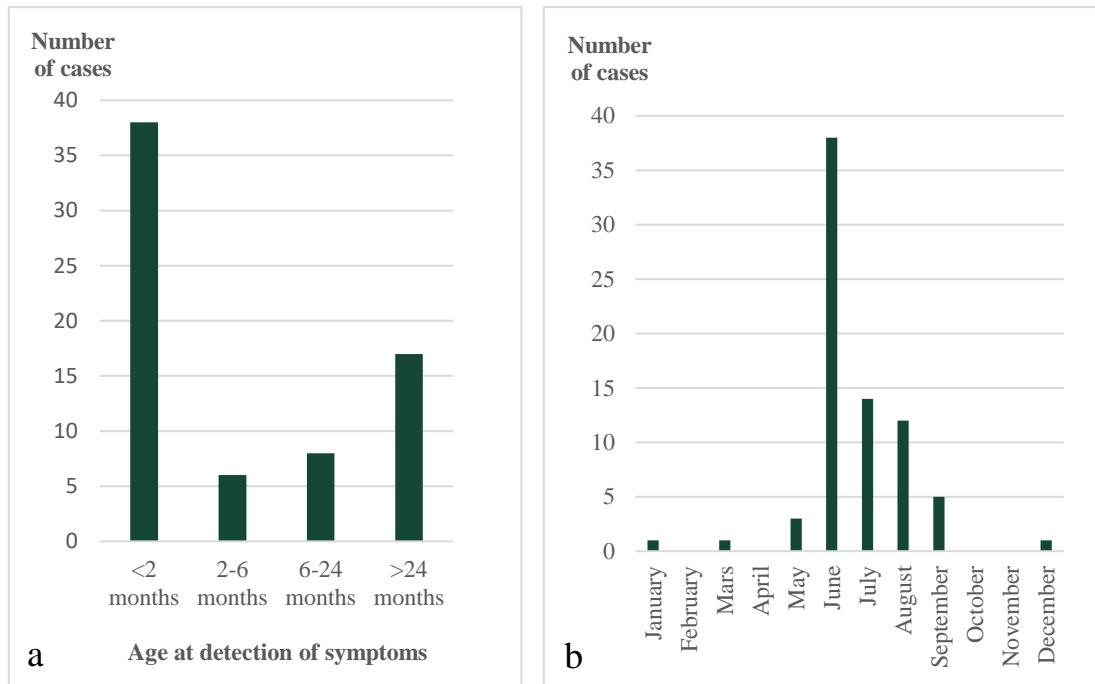 Number
of cases
40
35
30
25
20
15
10
5
0
<2
months
2-6
months
6-24
months
>24
months
a
Age at detection of symptoms
Number
of cases
40
35
30
25
20
15
10
5
0
January
February
Mars
April
May
June
July
August
September
October
November
December
b